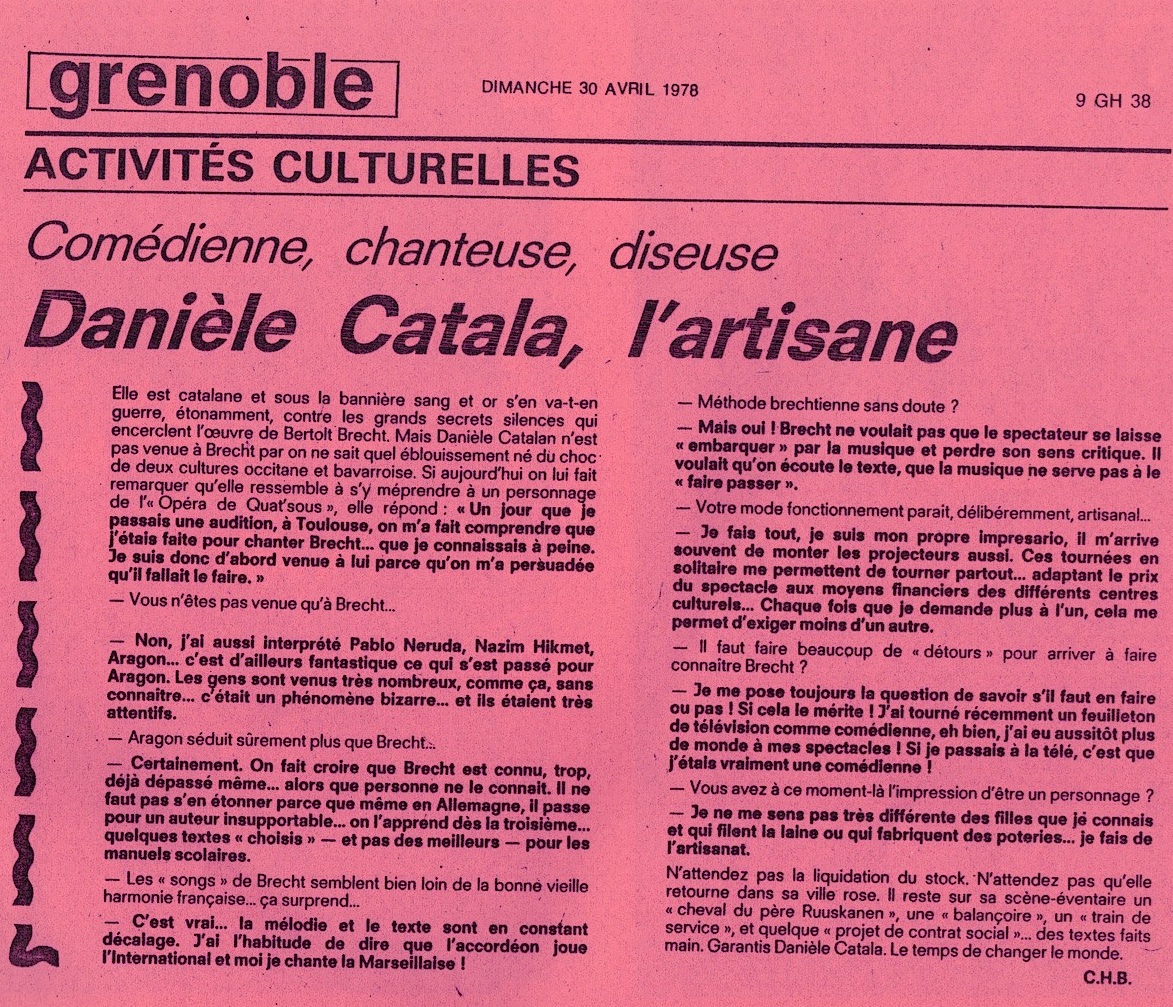 grenoble
DIMANCHE 30 AVRIL 1978
9 GH 38
ACTIVITÉS CULTURELLES
Comédienne, chanteuse, diseuse
Danièle Catala, l'artisane
Elle est catalane et sous la bannière sang et or s'en va-t-en
guerre, étonamment, contre les grands secrets silences qui
encerclent l'œuvre de Bertolt Brecht. Mais Danièle Catalan n'est
pas venue à Brecht par on ne sait quel éblouissement né du choc
de deux cultures occitane et bavarroise. Si aujourd'hui on lui fait
remarquer qu'elle ressemble à s'y méprendre à un personnage
de l'« Opéra de Quat'sous », elle répond : « Un jour que je
passais une audition, à Toulouse, on m'a fait comprendre que
j'étais faite pour chanter Brecht... que je connaissais à peine.
Je suis donc d'abord venue à lui parce qu'on m'a persuadée
qu'il fallait le faire. »
— Vous n'êtes pas venue qu'à Brecht...
— Non, j'ai aussi interprété Pablo Neruda, Nazim Hikmet,
Aragon... c'est d'ailleurs fantastique ce qui s'est passé pour
Aragon. Les gens sont venus très nombreux, comme ça, sans
connaître... c'était un phénomène bizarre... et ils étaient très
attentifs.
— Aragon séduit sûrement plus que Brecht...
— Certainement. On fait croire que Brecht est connu, trop,
déjà dépassé même... alors que personne ne le connait. Il ne
faut pas s'en étonner parce que même en Allemagne, il passe
pour un auteur insupportable... on l'apprend dès la troisième...
quelques textes « choisis » — et pas des meilleurs — pour les
manuels scolaires.
— Les « songs » de Brecht semblent bien loin de la bonne vieille
harmonie française... ça surprend...
— C'est vrai... la mélodie et le texte sont en constant
décalage. J'ai l'habitude de dire que l'accordéon joue
l'International et moi je chante la Marseillaise !
— Méthode brechtienne sans doute ?
— Mais oui ! Brecht ne voulait pas que le spectateur se laisse
« embarquer » par la musique et perdre son sens critique. Il
voulait qu'on écoute le texte, que la musique ne serve pas à le
« faire passer ».
— Votre mode fonctionnement parait, délibéremment, artisanal...
— Je fais tout, je suis mon propre impresario, il m'arrive
souvent de monter les projecteurs aussi. Ces tournées en
solitaire me permettent de tourner partout... adaptant le prix
du spectacle aux moyens financiers des différents centres
culturels... Chaque fois que je demande plus à l'un, cela me
permet d'exiger moins d'un autre.
— Il faut faire beaucoup de « détours » pour arriver à faire
connaître Brecht ?
— Je me pose toujours la question de savoir s'il faut en faire
ou pas ! Si cela le mérite ! J'ai tourné récemment un feuilleton
de télévision comme comédienne, eh bien, j'ai eu aussitôt plus
de monde à mes spectacles ! Si je passais à la télé, c'est que
j'étais vraiment une comédienne !
— Vous avez à ce moment-là l'impression d'être un personnage ?
— Je ne me sens pas très différente des filles que je connais
et qui filent la laine ou qui fabriquent des poteries... je fais de
l'artisanat.
N'attendez pas la liquidation du stock. N'attendez pas qu'elle
retourne dans sa ville rose. Il reste sur sa scène-éventaire un
« cheval du père Ruuskanen », une « balançoire », un « train de
service », et quelque « projet de contrat social »... des textes faits
main. Garantis Danièle Catala. Le temps de changer le monde.
C.H.B.